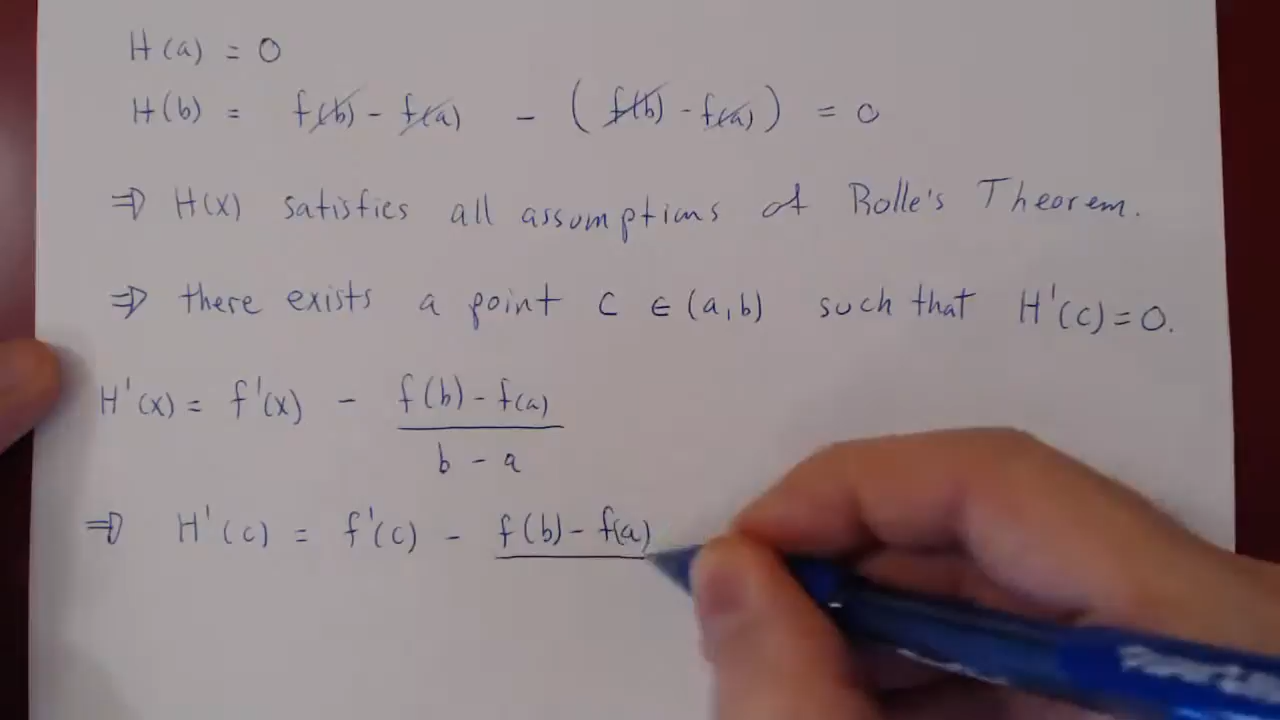 H(a) = 0
H(b) = f(b) - f(a) - (f(b) - f(a)) = 0
⇒ H(x) satisfies all assumptions of Rolle's Theorem.
⇒ there exists a point c ∈ (a,b) such that H'(c) = 0.
H'(x) = f'(x) - f(b) - f(a)
b - a
⇒ H'(c) = f'(c) - f(b) - f(a)